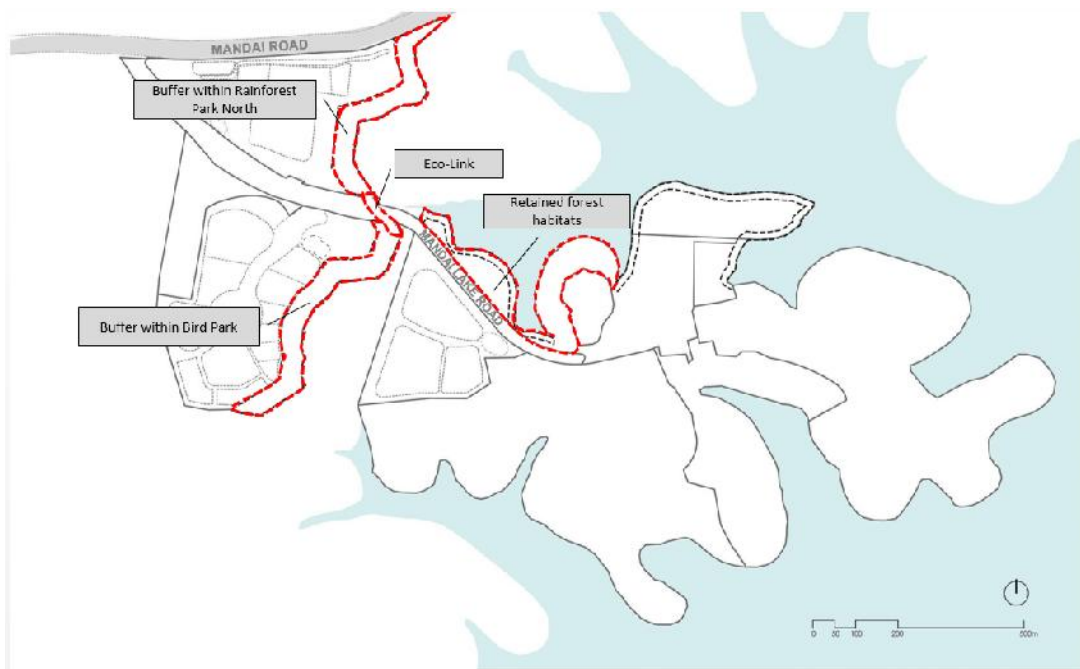 MANDAI ROAD
Buffer within Rainforest
Park North
Eco-Link
Retained forest
habitats
MANDAI LAKE ROAD
Buffer within Bird Park
0 50 100 200 500m